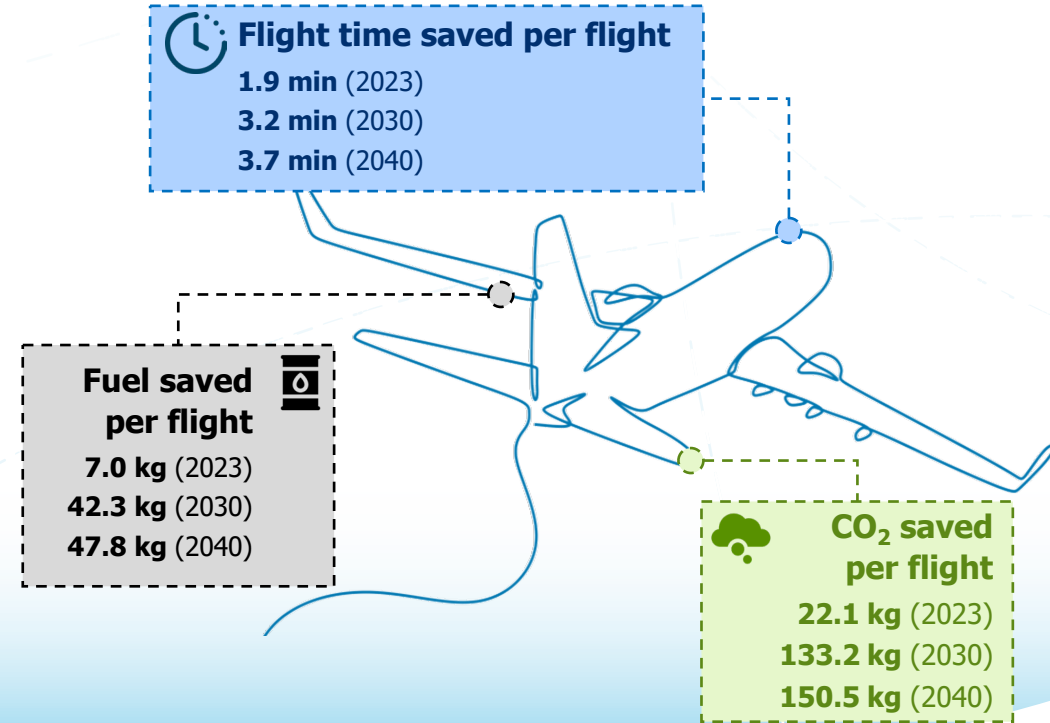 Flight time saved per flight
1.9 min (2023)
3.2 min (2030)
3.7 min (2040)
Fuel saved
per flight
7.0 kg (2023)
42.3 kg (2030)
47.8 kg (2040)
CO₂ saved
per flight
22.1 kg (2023)
133.2 kg (2030)
150.5 kg (2040)